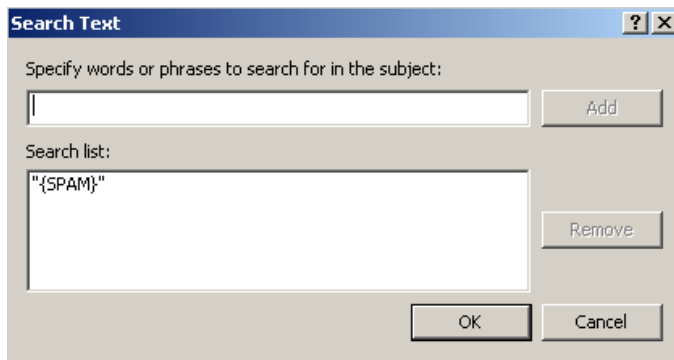 Search Text
Specify words or phrases to search for in the subject:
Add
Search list:
"{SPAM}"
Remove
OK
Cancel